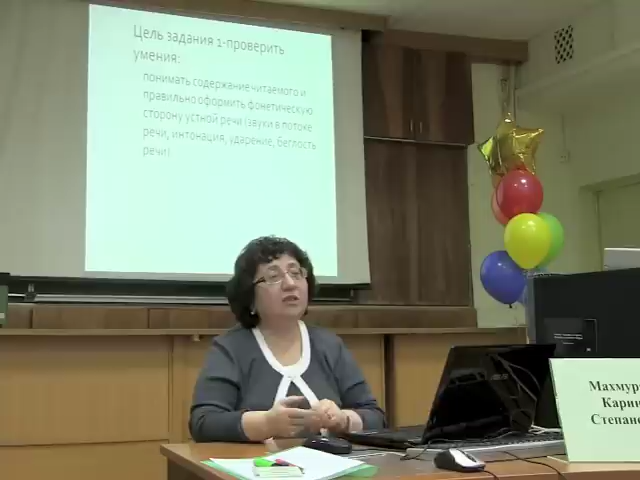 Цель задания 1-проверить
умения:
понимать содержание читаемого и
правильно оформить фонетическую
сторону устной речи (звуки в потоке
речи, интонация, ударение, беглость
речи)
Махмур
Карин
Степан